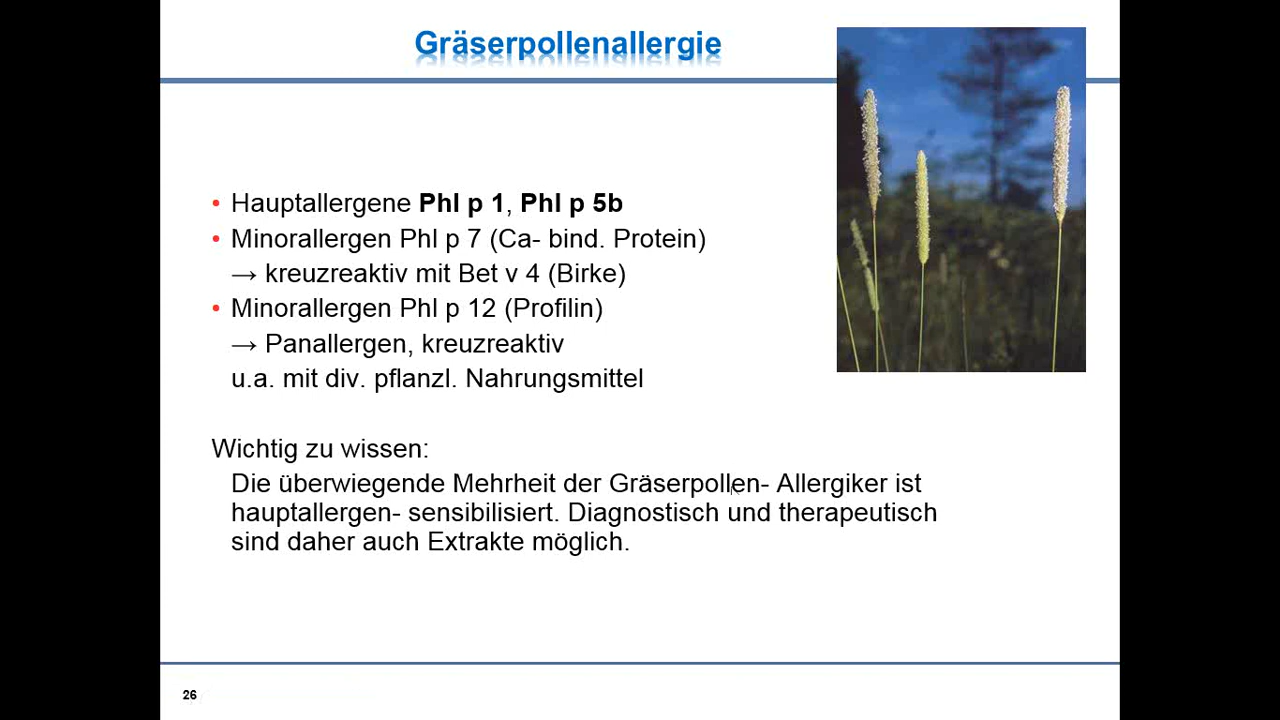 Gräserpollenallergie
• Hauptallergene Phl p 1, Phl p 5b
• Minorallergen Phl p 7 (Ca- bind. Protein)
→ kreuzreaktiv mit Bet v 4 (Birke)
• Minorallergen Phl p 12 (Profilin)
→ Panallergen, kreuzreaktiv
u.a. mit div. pflanzl. Nahrungsmittel
Wichtig zu wissen:
Die überwiegende Mehrheit der Gräserpollen- Allergiker ist
hauptallergen- sensibilisiert. Diagnostisch und therapeutisch
sind daher auch Extrakte möglich.
26